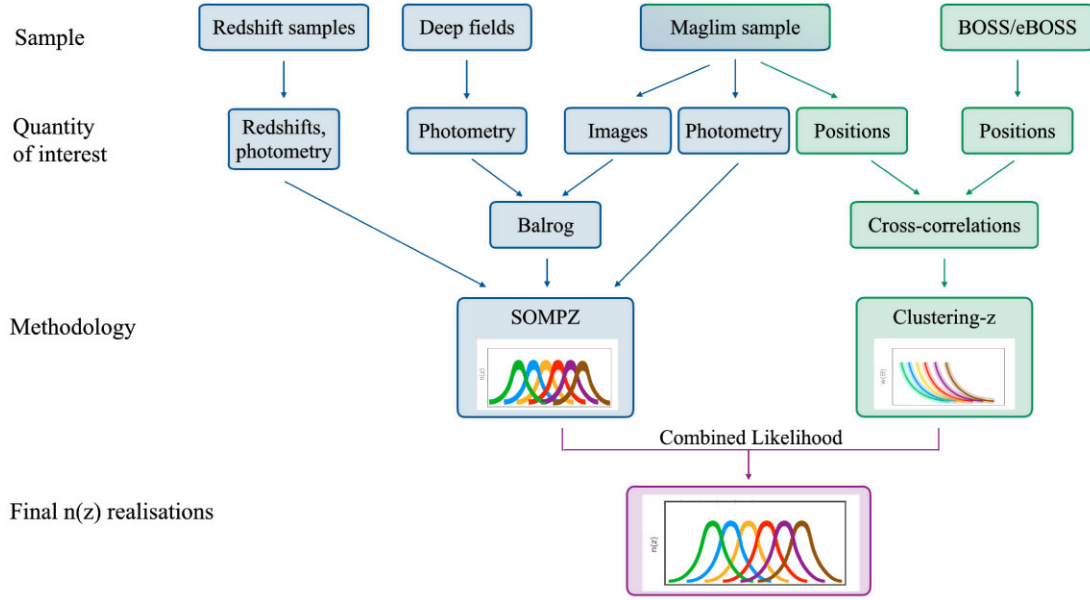 Sample
Redshift samples
Deep fields
Maglim sample
BOSS/eBOSS
Quantity
of interest
Redshifts,
photometry
Photometry
Images
Photometry
Positions
Positions
Balrog
Cross-correlations
Methodology
SOMPZ
n(z)
Clustering-z
w(θ)
Combined Likelihood
Final n(z) realisations
n(z)